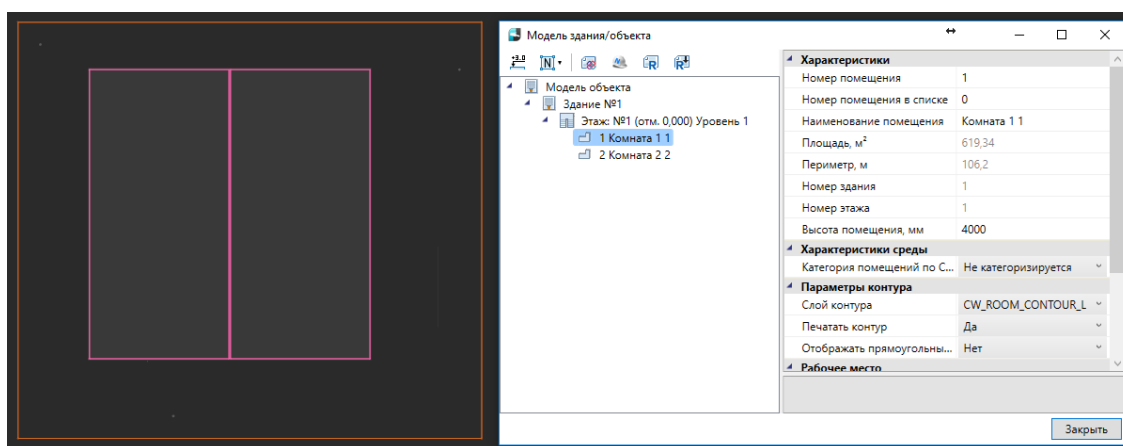 Модель здания/объекта
Модель объекта
Здание №1
Этаж: №1 (отм. 0,000) Уровень 1
1 Комната 1 1
2 Комната 2 2
Характеристики
Номер помещения 1
Номер помещения в списке 0
Наименование помещения Комната 1 1
Площадь, м² 619,34
Периметр, м 106,2
Номер здания 1
Номер этажа 1
Высота помещения, мм 4000
Характеристики среды
Категория помещений по С... Не категоризируется
Параметры контура
Слой контура CW_ROOM_CONTOUR_L
Печатать контур Да
Отображать прямоугольны... Нет
Рабочее место
Закрыть